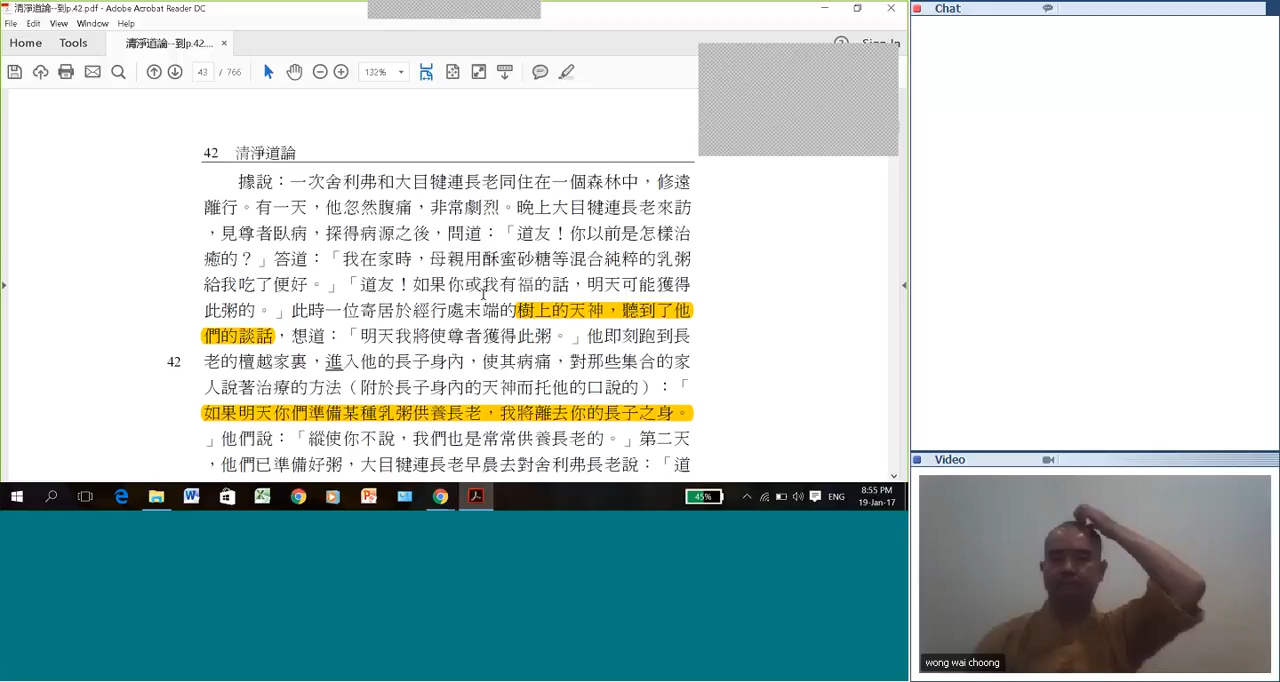 清淨道論--到p.42.pdf - Adobe Acrobat Reader DC
File Edit View Window Help
Home Tools 清淨道論--到p.42.... × Sign In
43 / 766 132%
42 清淨道論
據說：一次舍利弗和大目犍連長老同住在一個森林中，修遠
離行。有一天，他忽然腹痛，非常劇烈。晚上大目犍連長老來訪
，見尊者臥病，探得病源之後，問道：「道友！你以前是怎樣治
癒的？」答道：「我在家時，母親用酥蜜砂糖等混合純粹的乳粥
給我吃了便好。」「道友！如果你或我有福的話，明天可能獲得
此粥的。」此時一位寄居於經行處末端的樹上的天神，聽到了他
們的談話，想道：「明天我將使尊者獲得此粥。」他即刻跑到長
42 老的檀越家裏，進入他的長子身內，使其病痛，對那些集合的家
人說著治療的方法（附於長子身內的天神而托他的口說的）：「
如果明天你們準備某種乳粥供養長老，我將離去你的長子之身。
」他們說：「縱使你不說，我們也是常常供養長老的。」第二天
，他們已準備好粥，大目犍連長老早晨去對舍利弗長老說：「道
45% ENG 8:55 PM
19-Jan-17
Chat
Video
wong wai choong